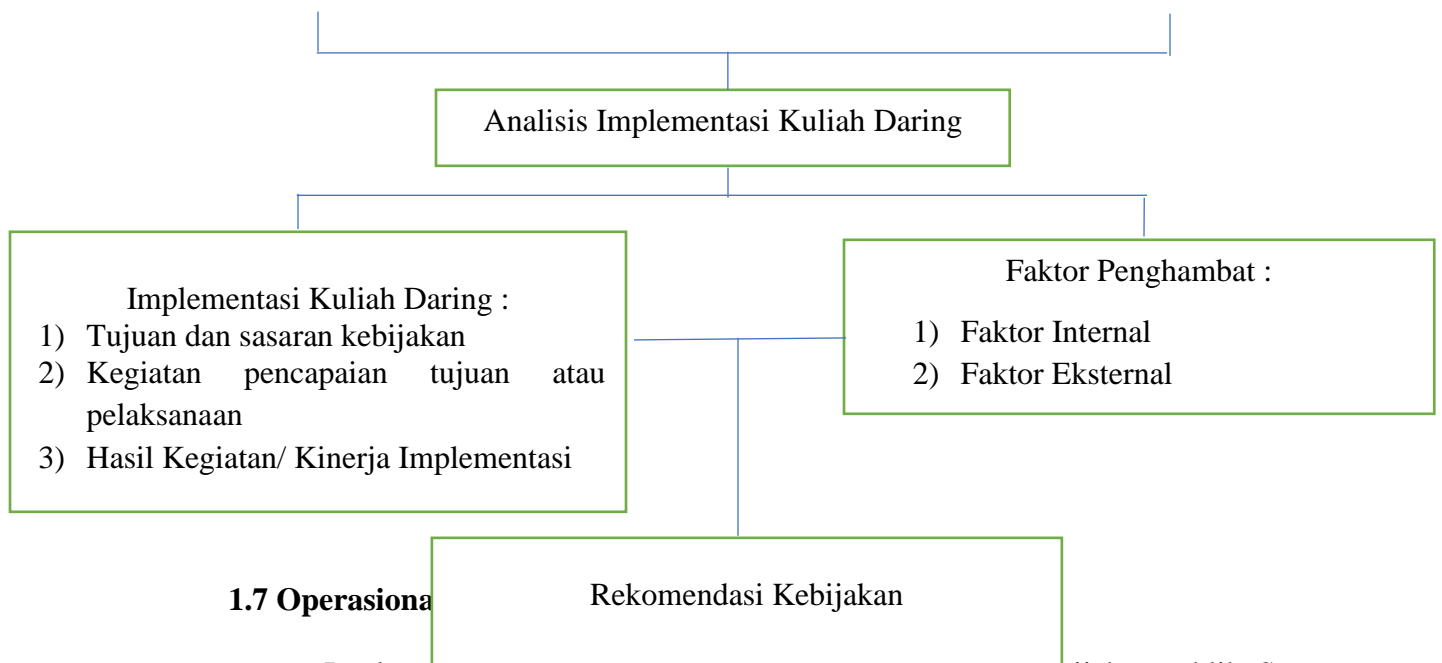 Analisis Implementasi Kuliah Daring
Implementasi Kuliah Daring :
1) Tujuan dan sasaran kebijakan
2) Kegiatan pencapaian tujuan atau
pelaksanaan
3) Hasil Kegiatan/ Kinerja Implementasi
Faktor Penghambat :
1) Faktor Internal
2) Faktor Eksternal
Rekomendasi Kebijakan
1.7 Operasiona